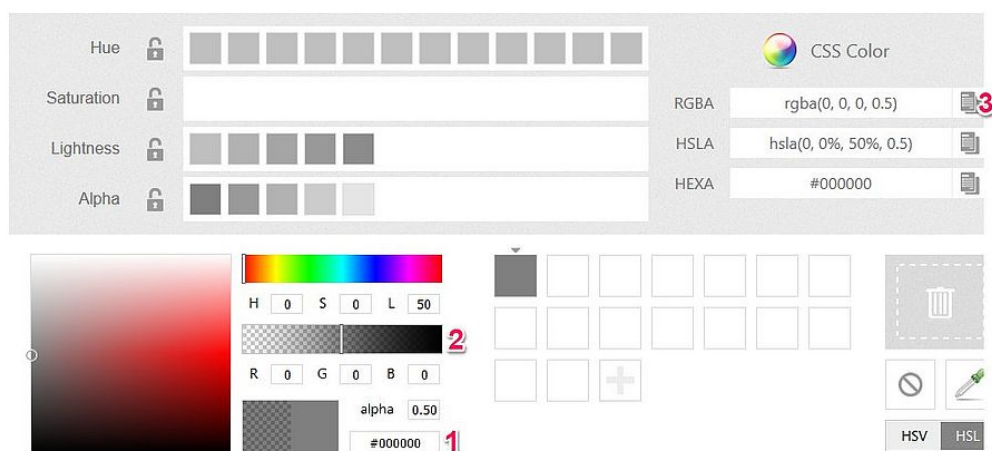 Hue
Saturation
Lightness
Alpha
CSS Color
RGBA rgba(0, 0, 0, 0.5) 3
HSLA hsla(0, 0%, 50%, 0.5)
HEXA #000000
H 0 S 0 L 50
2
R 0 G 0 B 0
alpha 0.50
#000000 1
HSV HSL